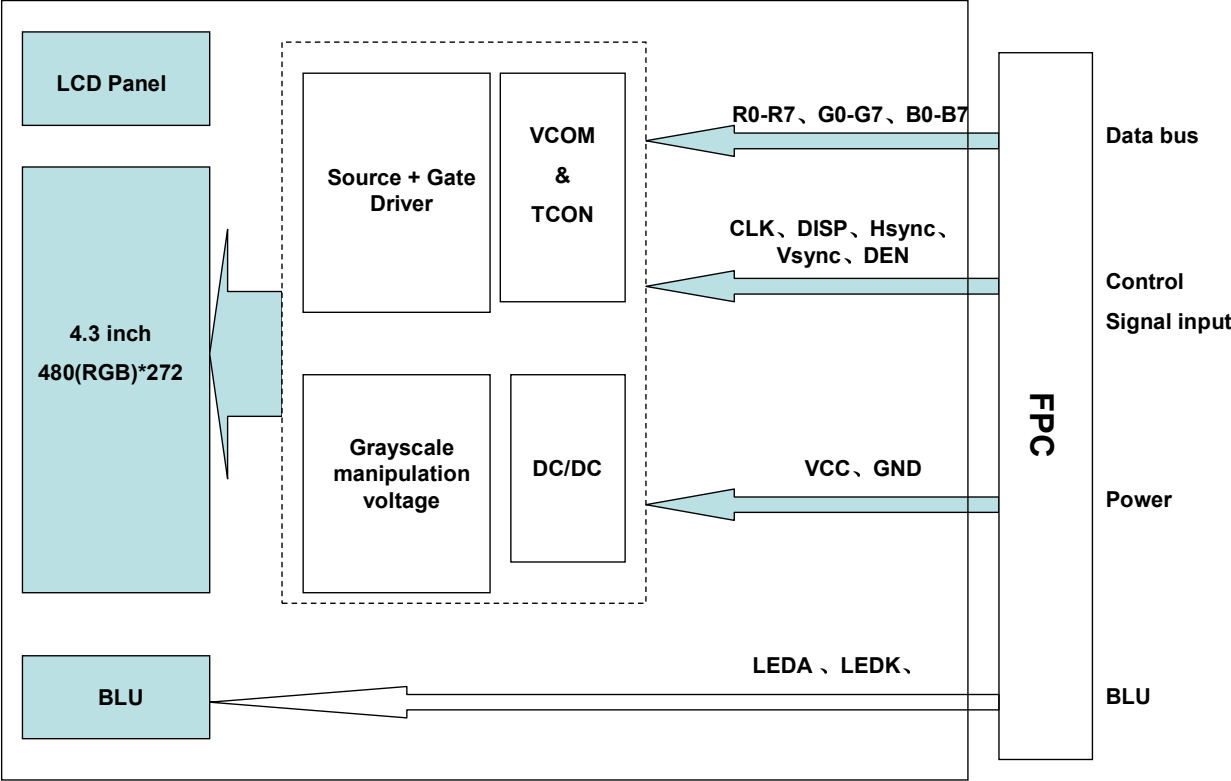 LCD Panel
4.3 inch
480(RGB)*272
BLU
Source + Gate
Driver
VCOM
&
TCON
Grayscale
manipulation
voltage
DC/DC
R0-R7、G0-G7、B0-B7
CLK、DISP、Hsync、
Vsync、DEN
VCC、GND
LEDA 、LEDK、
FPC
Data bus
Control
Signal input
Power
BLU